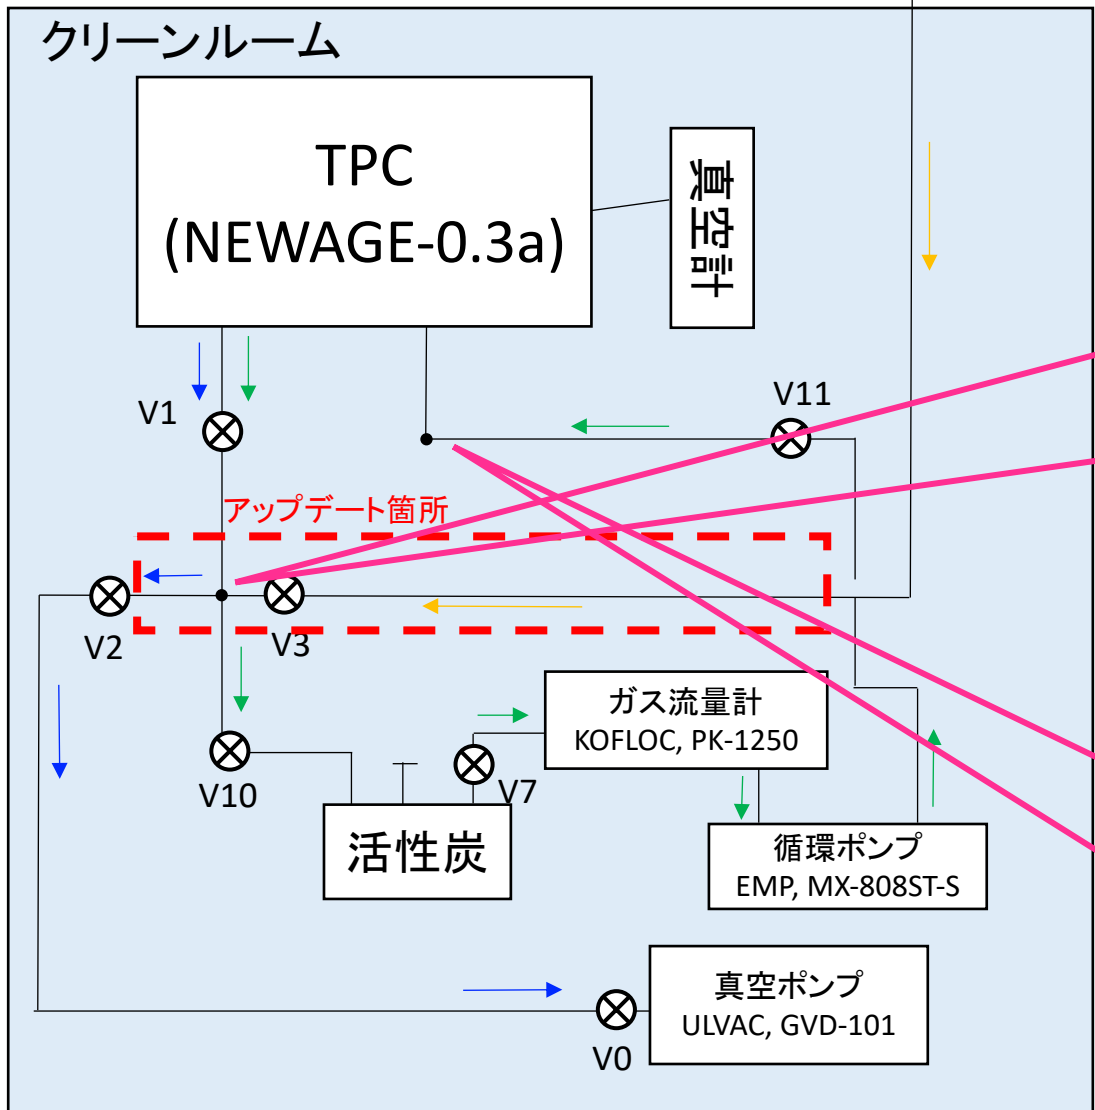 クリーンルーム
TPC
(NEWAGE-0.3a)
真空計
V1
V11
アップデート箇所
V2
V3
ガス流量計
KOFLOC, PK-1250
V10
V7
活性炭
循環ポンプ
EMP, MX-808ST-S
真空ポンプ
ULVAC, GVD-101
V0